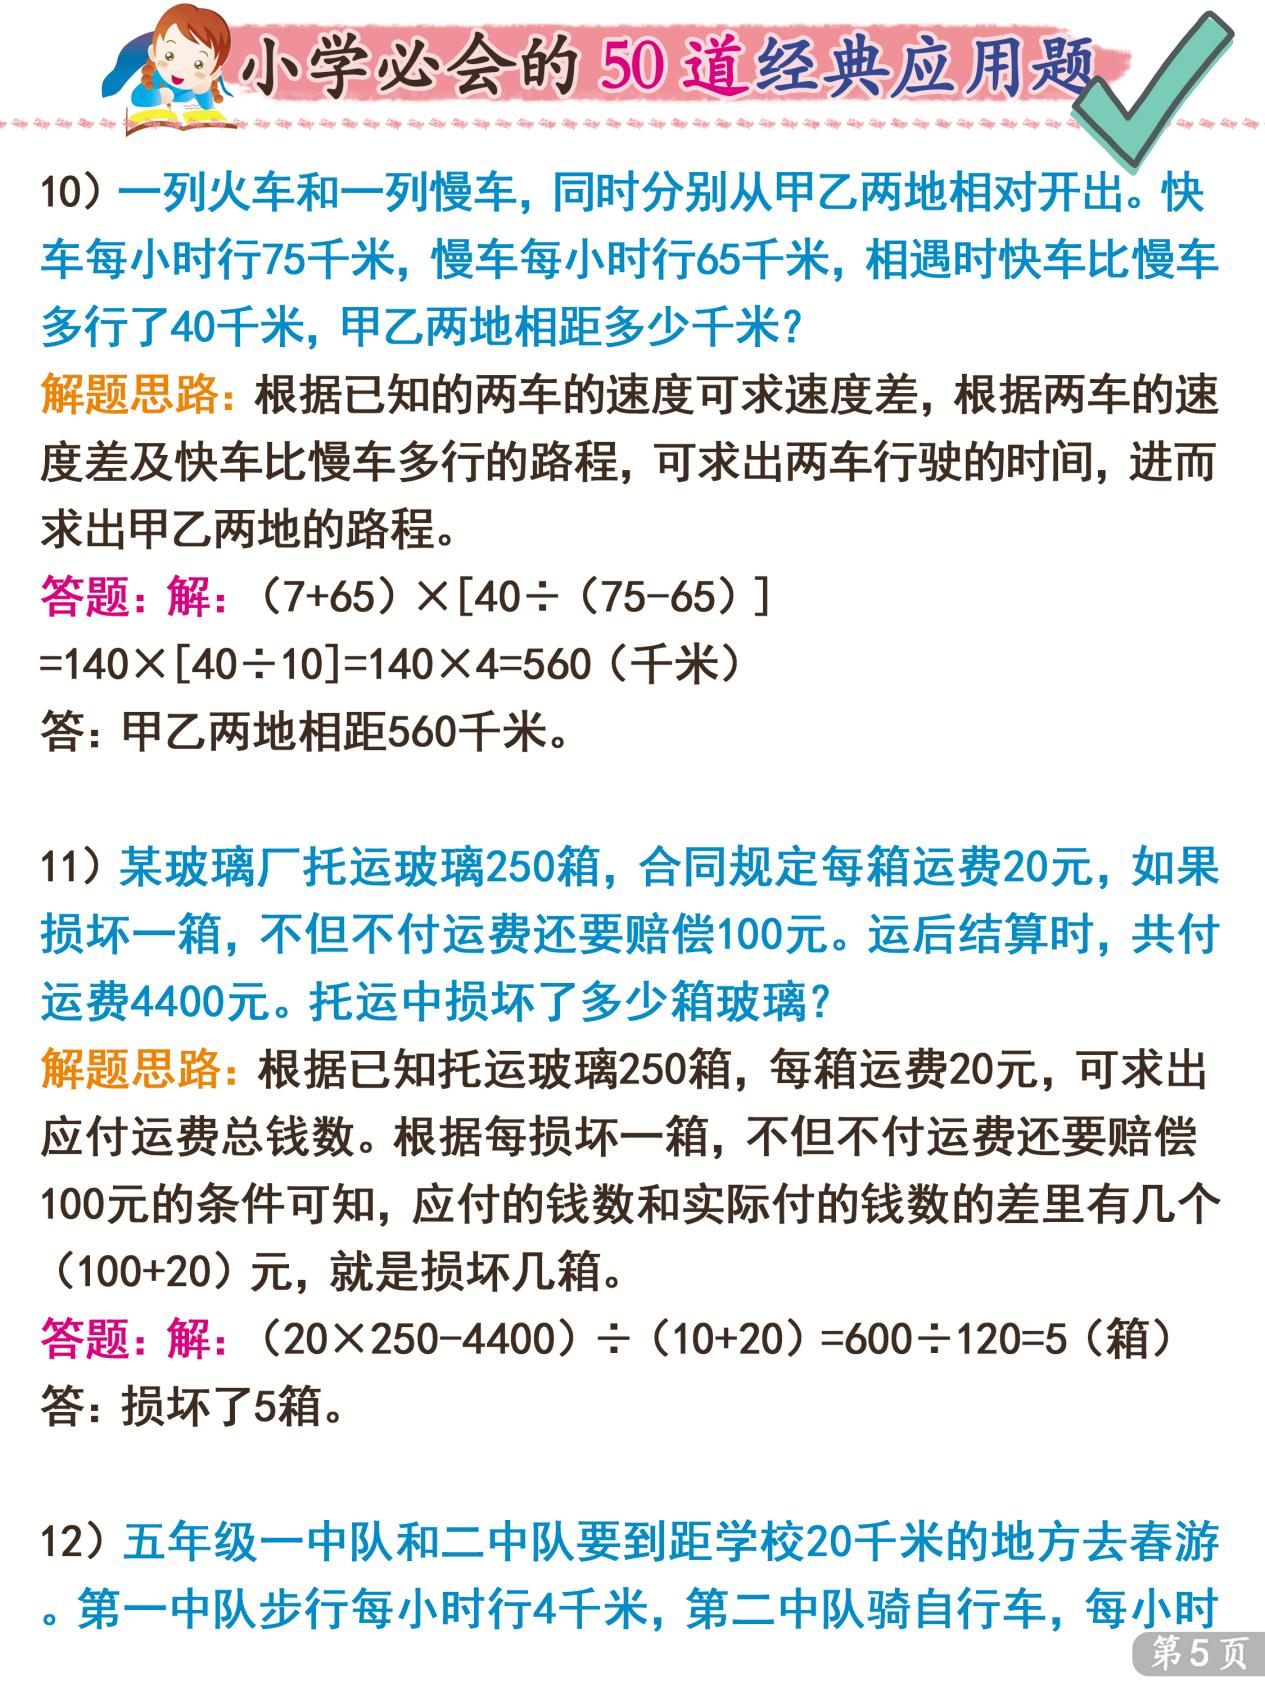 小学必会的50道经典应用题
10）一列火车和一列慢车，同时分别从甲乙两地相对开出。快
车每小时行75千米，慢车每小时行65千米，相遇时快车比慢车
多行了40千米，甲乙两地相距多少千米？
解题思路：根据已知的两车的速度可求速度差，根据两车的速
度差及快车比慢车多行的路程，可求出两车行驶的时间，进而
求出甲乙两地的路程。
答题：解：（7+65）×[40÷（75-65）]
=140×[40÷10]=140×4=560（千米）
答：甲乙两地相距560千米。
11）某玻璃厂托运玻璃250箱，合同规定每箱运费20元，如果
损坏一箱，不但不付运费还要赔偿100元。运后结算时，共付
运费4400元。托运中损坏了多少箱玻璃？
解题思路：根据已知托运玻璃250箱，每箱运费20元，可求出
应付运费总钱数。根据每损坏一箱，不但不付运费还要赔偿
100元的条件可知，应付的钱数和实际付的钱数的差里有几个
（100+20）元，就是损坏几箱。
答题：解：（20×250-4400）÷（10+20）=600÷120=5（箱）
答：损坏了5箱。
12）五年级一中队和二中队要到距学校20千米的地方去春游
。第一中队步行每小时行4千米，第二中队骑自行车，每小时
第5页